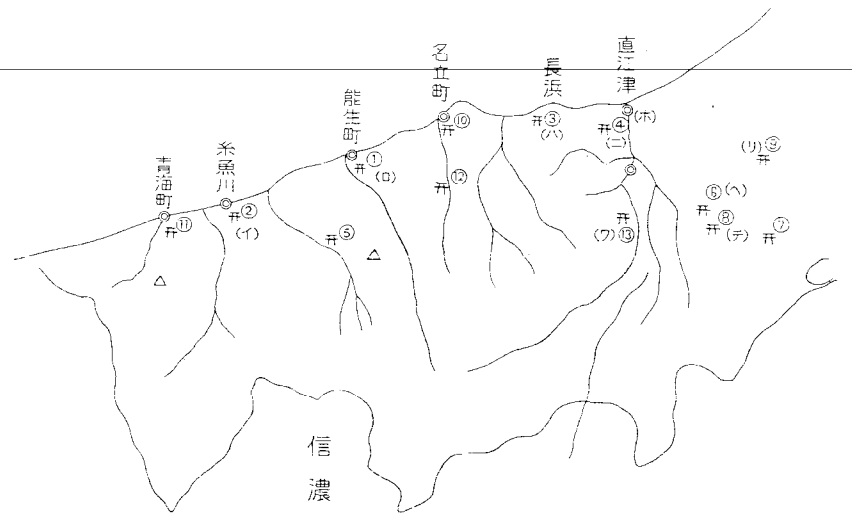 直江津
長浜
名立町
能生町
糸魚川
青海町
⑩
③
(ハ)
④
(ニ)
(ホ)
①
(ロ)
⑫
(リ)
⑨
⑥
(ヘ)
⑧
(チ)
⑦
②
(イ)
⑪
⑤
(ワ)
⑬
信濃